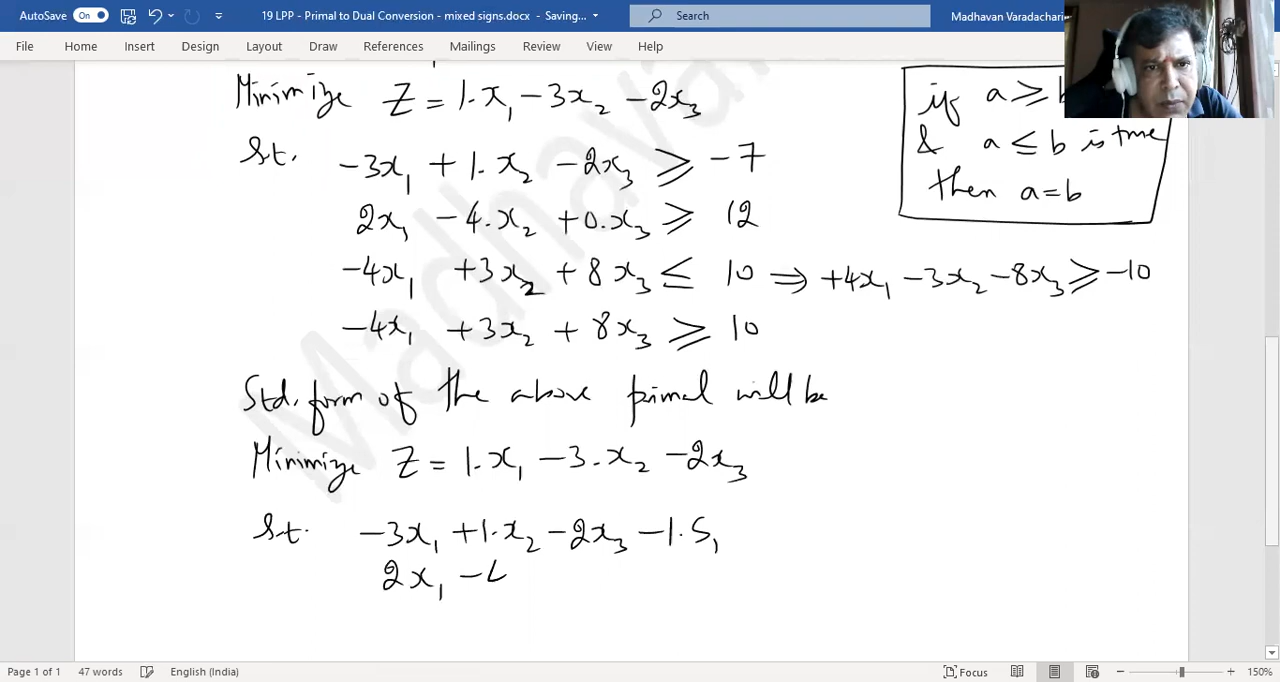 AutoSave On 19 LPP - Primal to Dual Conversion - mixed signs.docx - Saving... Search Madhavan Varadachari
File Home Insert Design Layout Draw References Mailings Review View Help
Minimize Z = 1.x₁ - 3x₂ - 2x₃
if a ≥ b
St. -3x₁ + 1.x₂ - 2x₃ ≥ -7
& a ≤ b is true
then a = b
2x₁ - 4.x₂ + 0.x₃ ≥ 12
-4x₁ + 3x₂ + 8x₃ ≤ 10 ⇒ +4x₁ - 3x₂ - 8x₃ ≥ -10
-4x₁ + 3x₂ + 8x₃ ≥ 10
Std. form of the above primal will be
Minimize Z = 1.x₁ - 3.x₂ - 2x₃
St. -3x₁ + 1.x₂ - 2x₃ - 1.S₁
2x₁ -
Madhavan
Page 1 of 1 47 words English (India) Focus 150%